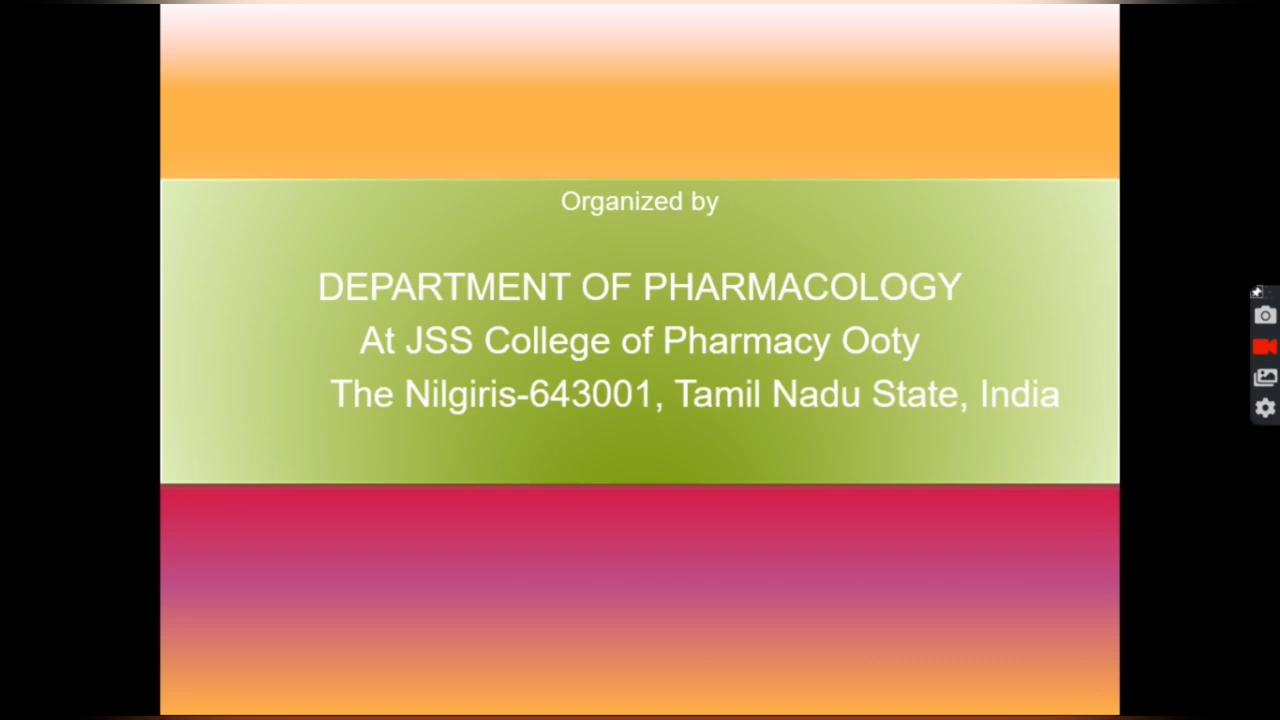 Organized by
DEPARTMENT OF PHARMACOLOGY
At JSS College of Pharmacy Ooty
The Nilgiris-643001, Tamil Nadu State, India